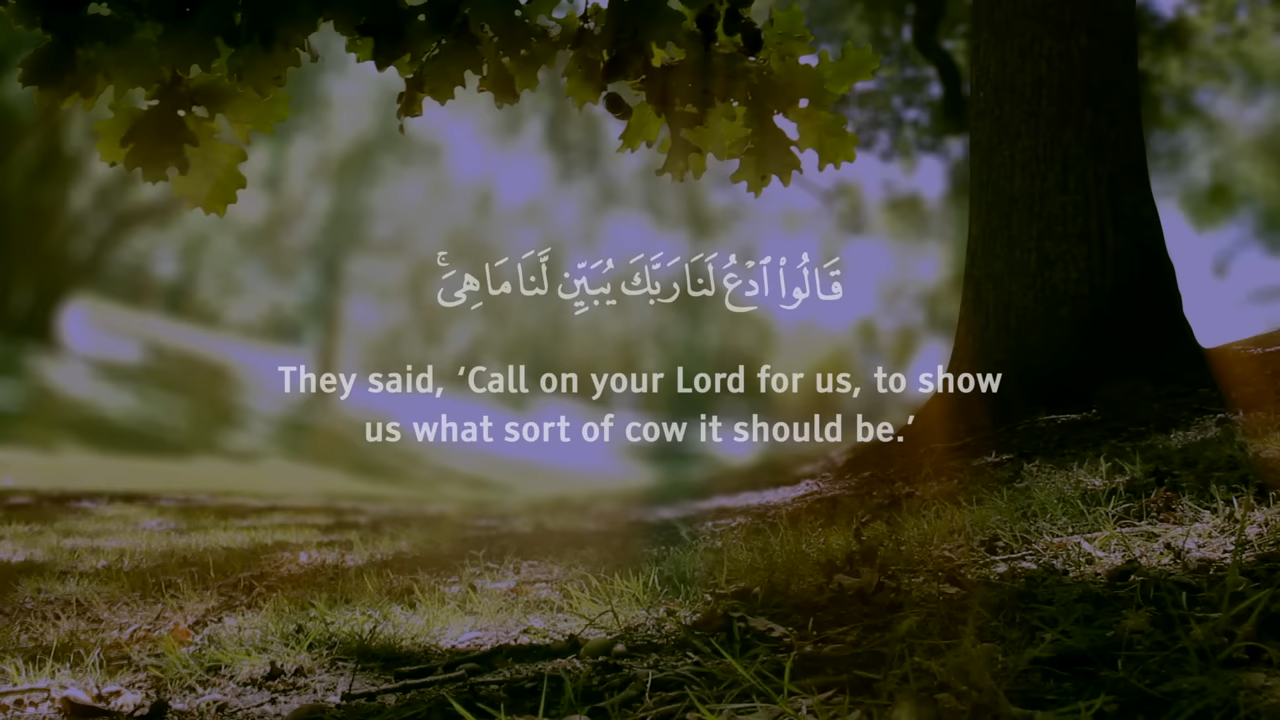 قَالُوا۟ ٱدْعُ لَنَا رَبَّكَ يُبَيِّن لَّنَا مَا هِىَ ۚ
They said, ‘Call on your Lord for us, to show
us what sort of cow it should be.’